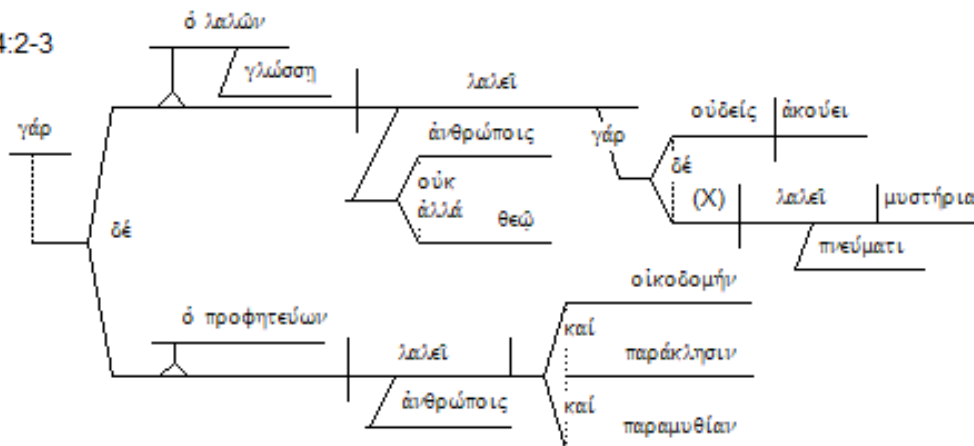 4:2-3
ὁ λαλῶν
γλώσσῃ
λαλεῖ
γάρ
ἀνθρώποις
οὐκ
ἀλλά
θεῷ
γάρ
οὐδείς ἀκούει
δέ
(X) λαλεῖ μυστήρια
πνεύματι
δέ
ὁ προφητεύων
λαλεῖ
ἀνθρώποις
οἰκοδομήν
καί
παράκλησιν
καί
παραμυθίαν